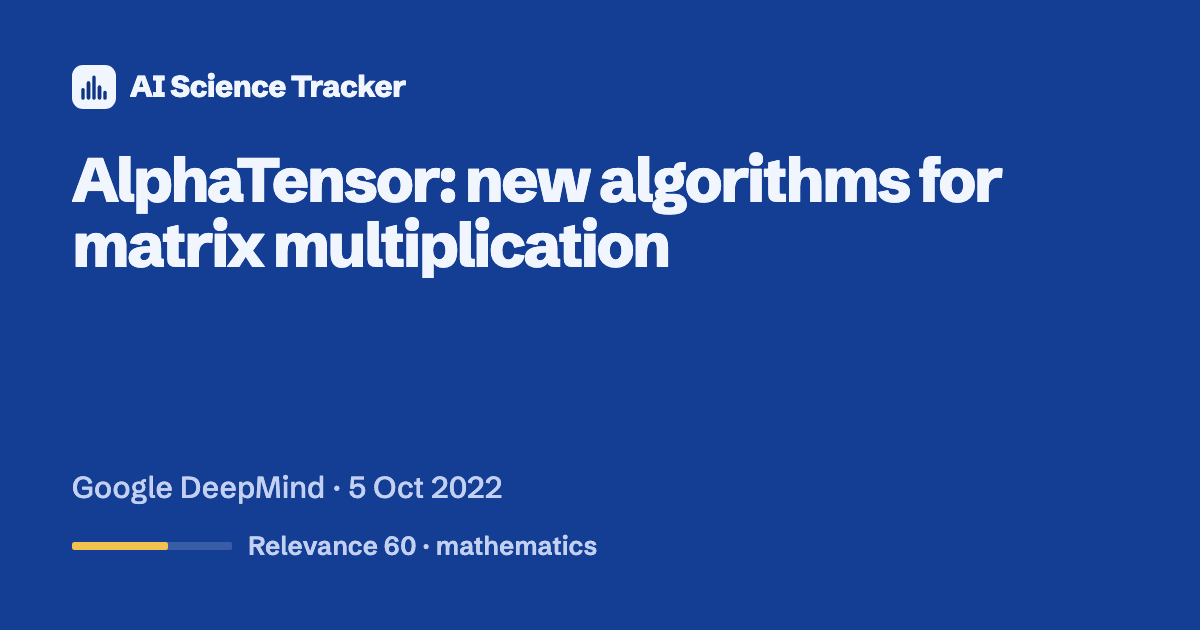 AI Science Tracker
AlphaTensor: new algorithms for
matrix multiplication
Google DeepMind · 5 Oct 2022
Relevance 60 · mathematics